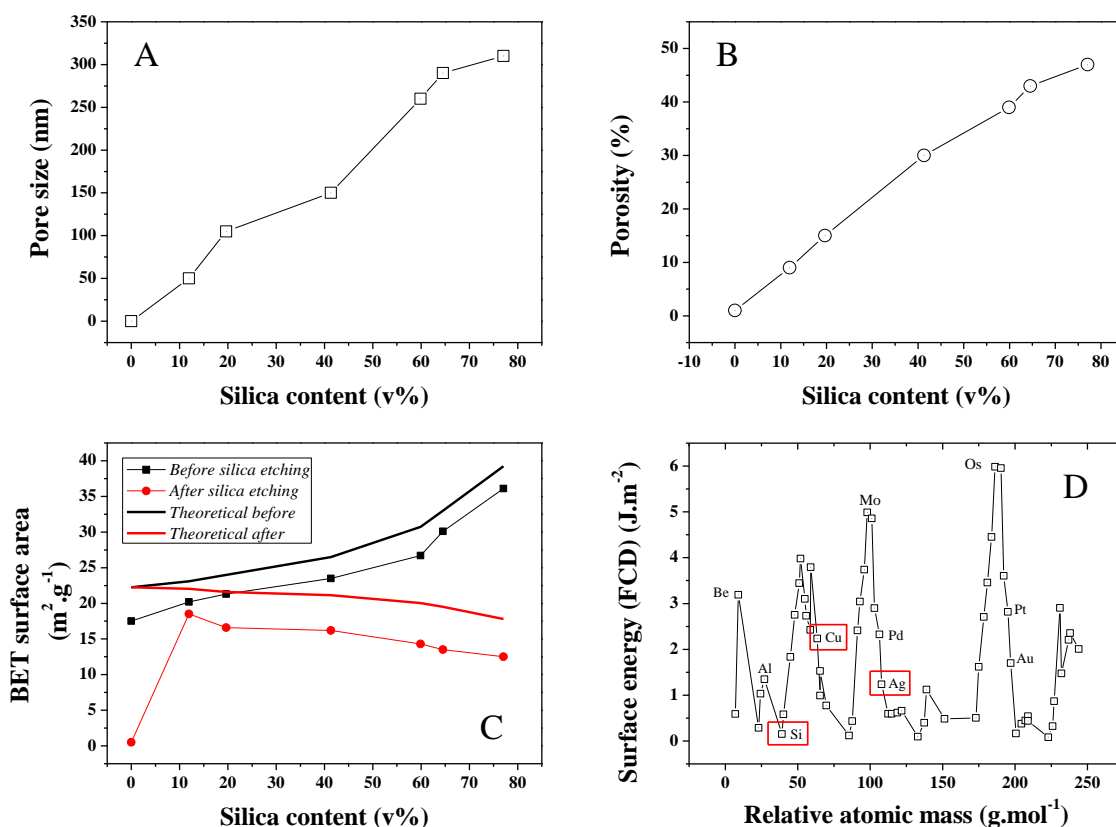 A
Pore size (nm)
350
300
250
200
150
100
50
0
0 10 20 30 40 50 60 70 80
Silica content (v%)
B
Porosity (%)
50
40
30
20
10
0
-10 0 10 20 30 40 50 60 70 80
Silica content (v%)
C
BET surface area
(m².g⁻¹)
40
35
30
25
20
15
10
5
0
Before silica etching
After silica etching
Theoretical before
Theoretical after
0 10 20 30 40 50 60 70 80
Silica content (v%)
D
Surface energy (FCD) (J.m⁻²)
6
5
4
3
2
1
0
Os
Mo
Be
Pt
Cu
Pd
Al
Au
Ag
Si
0 50 100 150 200 250
Relative atomic mass (g.mol⁻¹)